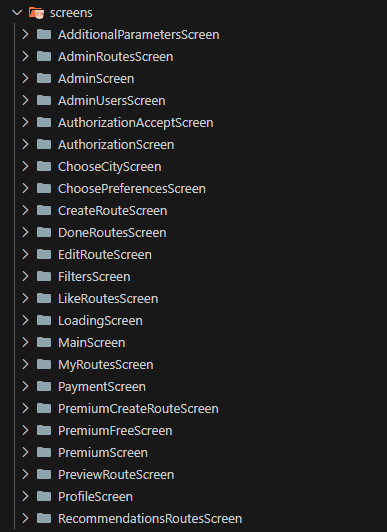 screens
AdditionalParametersScreen
AdminRoutesScreen
AdminScreen
AdminUsersScreen
AuthorizationAcceptScreen
AuthorizationScreen
ChooseCityScreen
ChoosePreferencesScreen
CreateRouteScreen
DoneRoutesScreen
EditRouteScreen
FiltersScreen
LikeRoutesScreen
LoadingScreen
MainScreen
MyRoutesScreen
PaymentScreen
PremiumCreateRouteScreen
PremiumFreeScreen
PremiumScreen
PreviewRouteScreen
ProfileScreen
RecommendationsRoutesScreen